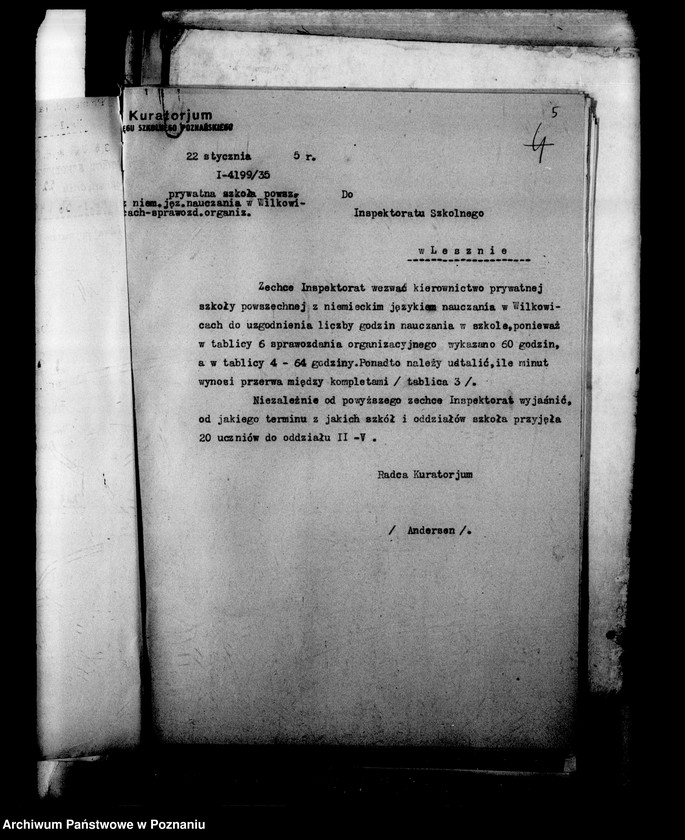 5
4
Kuratorjum
ĘGU SZKOLNEGO POZNAŃSKIEGO
22 stycznia 5 r.
I-4199/35
prywatna szkoła powsz.
z niem.jęz.nauczania w Wilkowi-
cach-sprawozd.organiz.
Do
Inspektoratu Szkolnego
w L e s z n i e
Zechce Inspektorat wezwać kierownictwo prywatnej
szkoły powszechnej z niemieckim językiem nauczania w Wilkowi-
cach do uzgodnienia liczby godzin nauczania w szkole,ponieważ
w tablicy 6 sprawozdania organizacyjnego wykazano 60 godzin,
a w tablicy 4 - 64 godziny.Ponadto należy udtalić,ile minut
wynosi przerwa między kompletami / tablica 3 /.
Niezależnie od powyższego zechce Inspektorat wyjaśnić,
od jakiego terminu z jakich szkół i oddziałów szkoła przyjęła
20 uczniów do oddziału II -V .
Radca Kuratorjum
/ Andersen /.
Archiwum Państwowe w Poznaniu